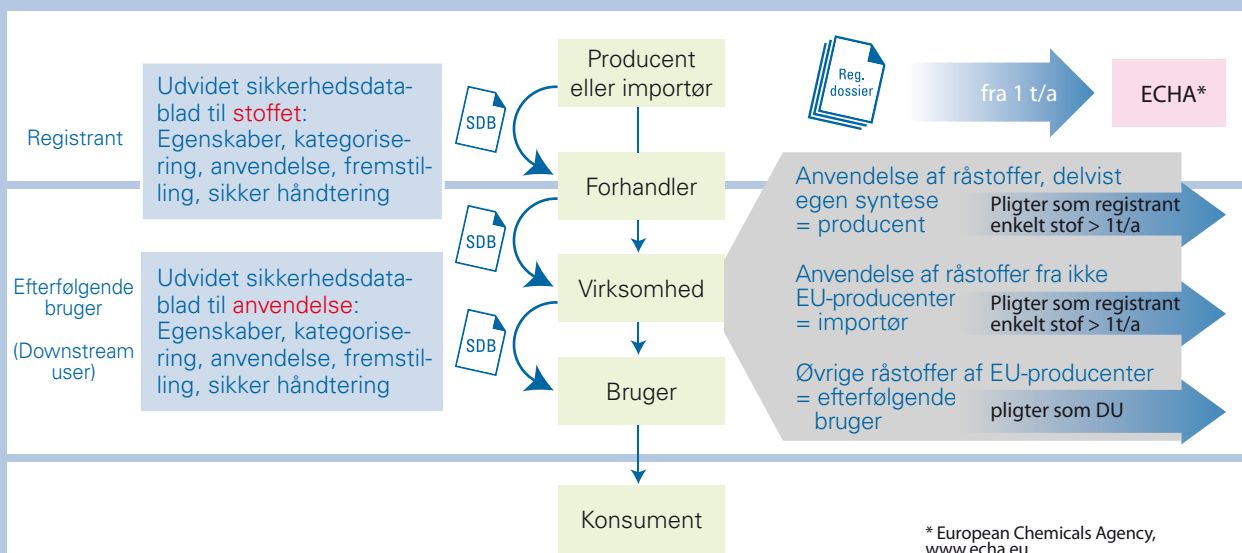 Registrant
Udvidet sikkerhedsdata-
blad til stoffet:
Egenskaber, kategorise-
ring, anvendelse, fremstil-
ling, sikker håndtering
SDB
Producent
eller importør
Reg.
dossier
fra 1 t/a
ECHA*
Forhandler
Efterfølgende
bruger
(Downstream
user)
Udvidet sikkerhedsdata-
blad til anvendelse:
Egenskaber, kategorise-
ring, anvendelse, fremstil-
ling, sikker håndtering
SDB
SDB
Virksomhed
Bruger
Anvendelse af råstoffer, delvist
egen syntese
= producent
Pligter som registrant
enkelt stof > 1t/a
Anvendelse af råstoffer fra ikke
EU-producenter
= importør
Pligter som registrant
enkelt stof > 1t/a
Øvrige råstoffer af EU-producenter
= efterfølgende
bruger
pligter som DU
Konsument
* European Chemicals Agency,
www.echa.eu